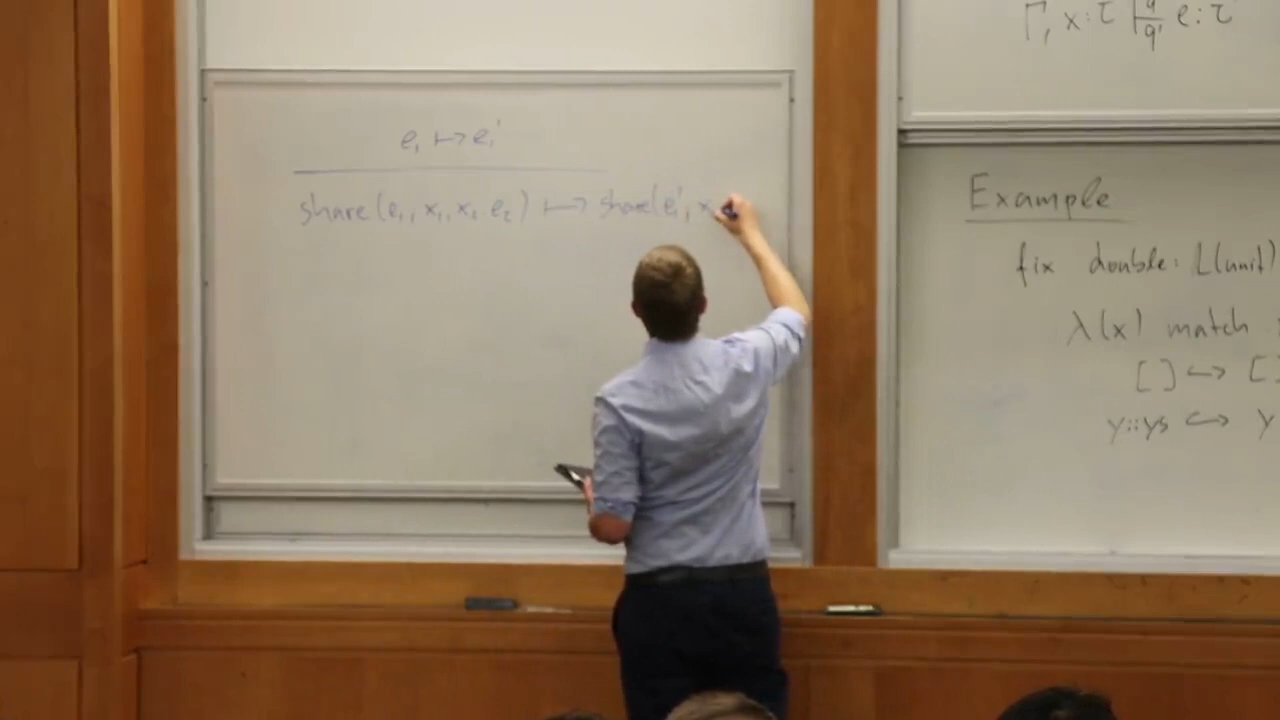 e₁ ↦ e₁'
share(e₁, x₁, x₂. e₂) ↦ share(e₁', x
Γ, x:τ |q/q' e:τ
Example
fix double: L(unit)
λ(x) match
[] ↪ []
y::ys ↪ y